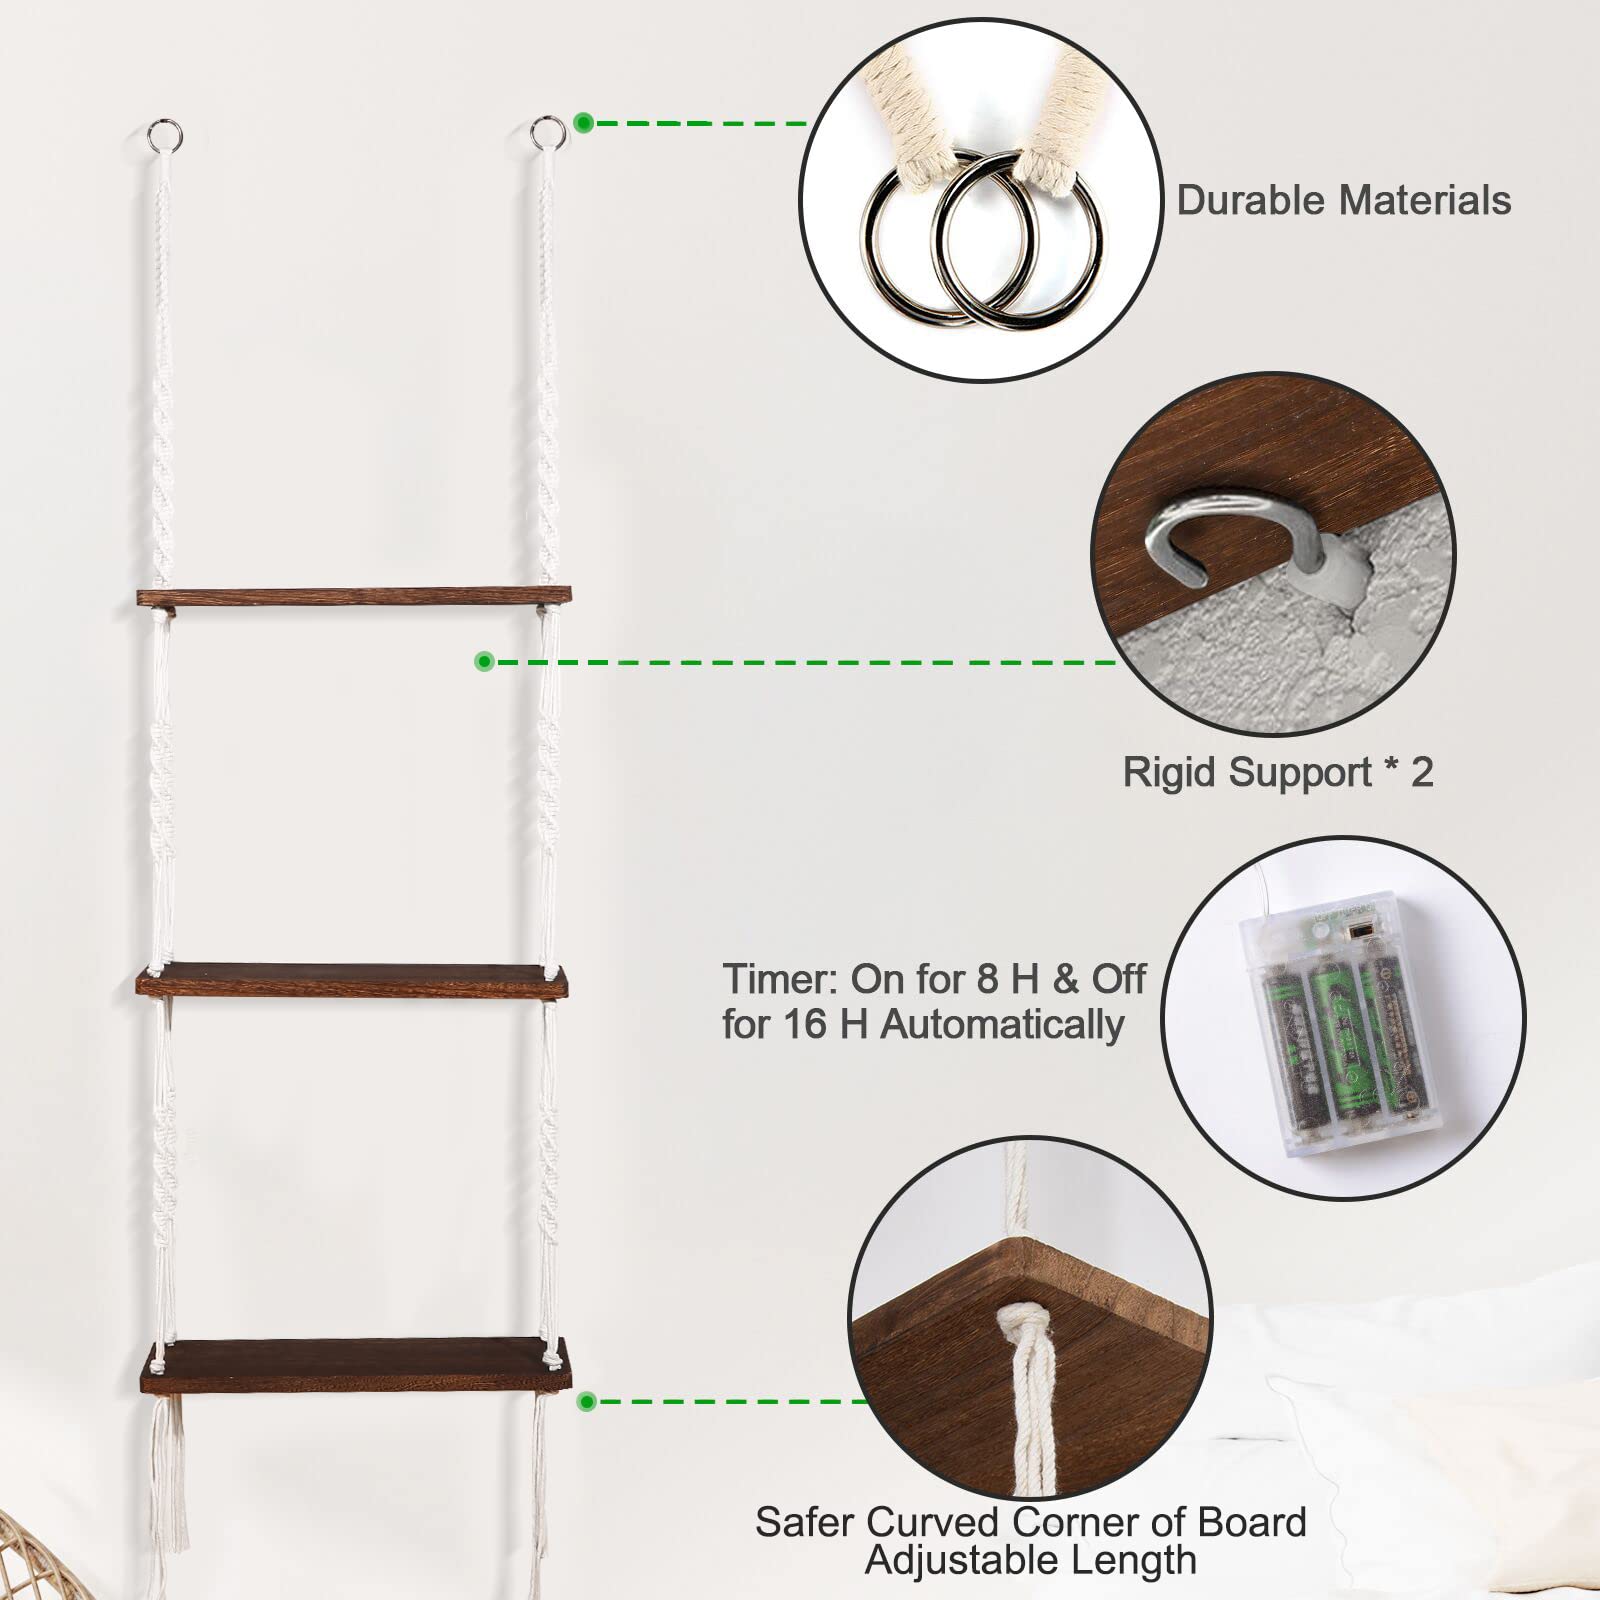 Durable Materials
Rigid Support * 2
Timer: On for 8 H & Off
for 16 H Automatically
Safer Curved Corner of Board
Adjustable Length